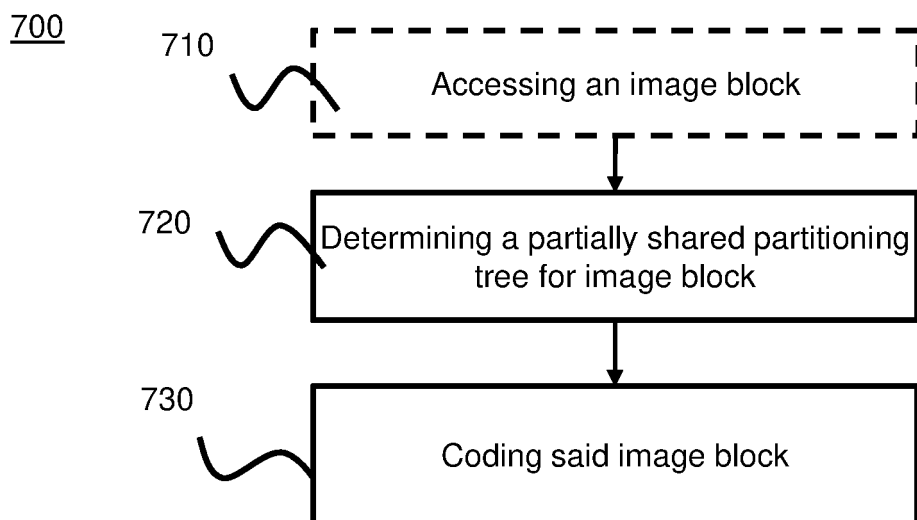 700
710
Accessing an image block
720
Determining a partially shared partitioning
tree for image block
730
Coding said image block